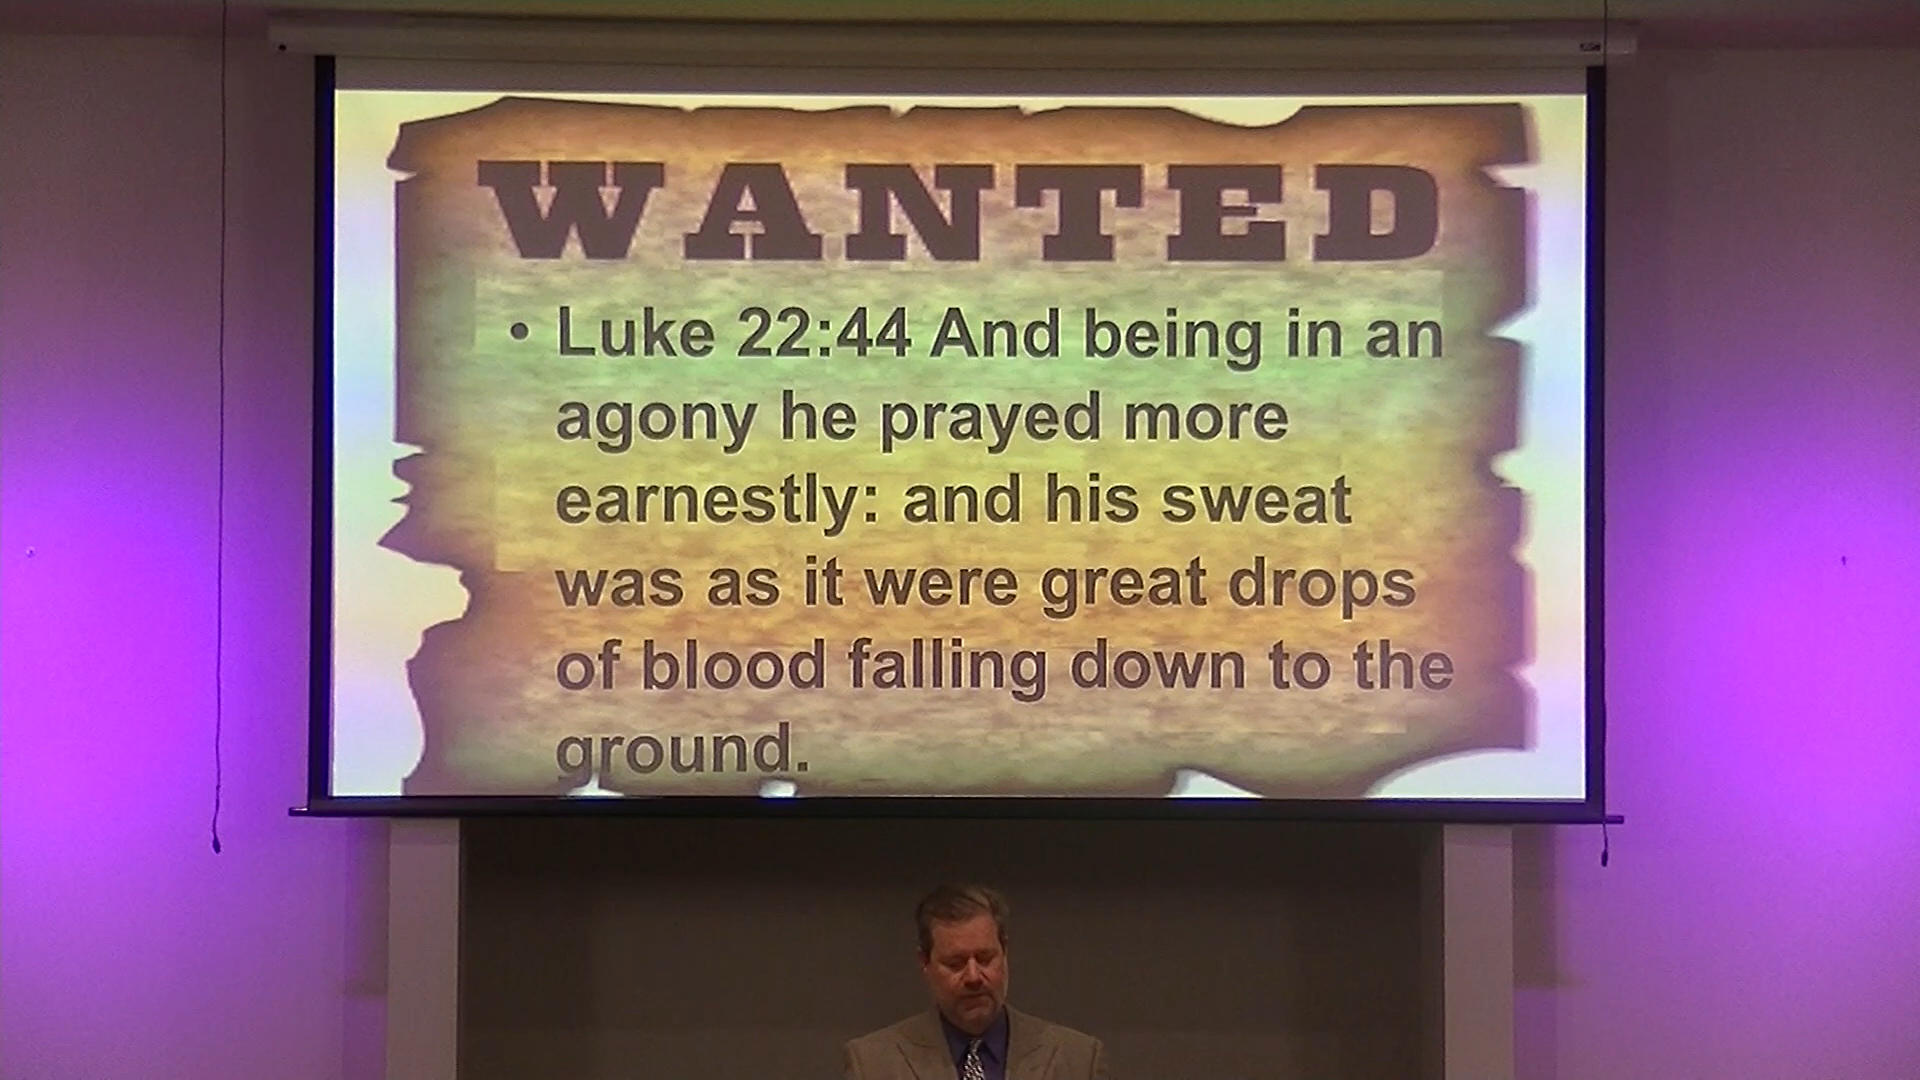 WANTED
• Luke 22:44 And being in an
agony he prayed more
earnestly: and his sweat
was as it were great drops
of blood falling down to the
ground.